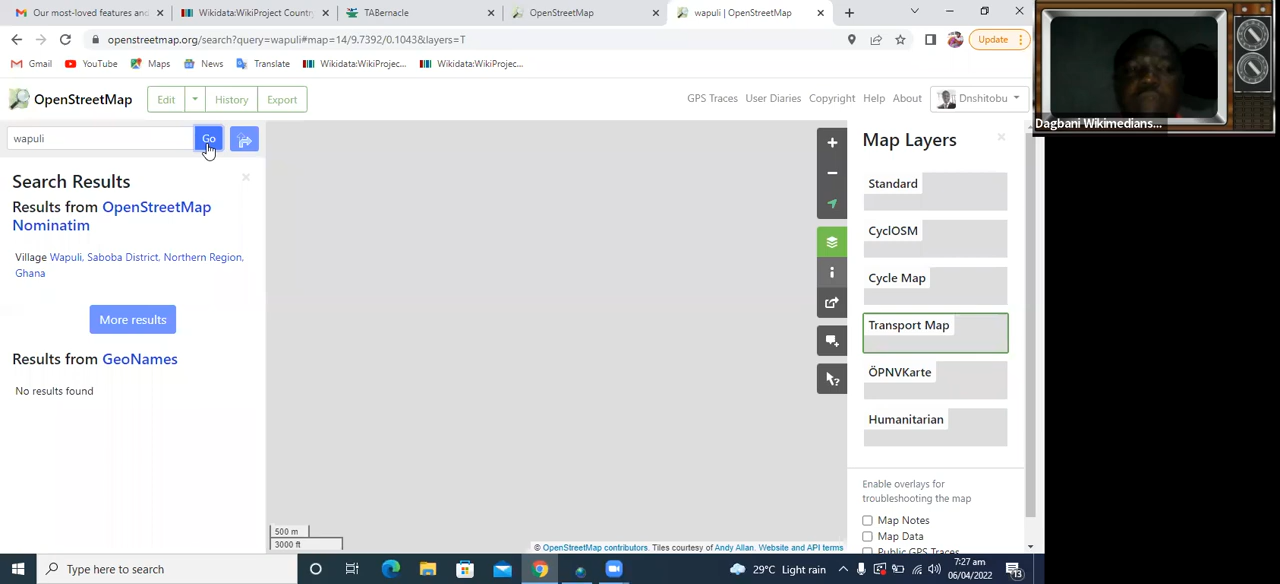 Our most-loved features and
Wikidata:WikiProject Countr
TABernacle
OpenStreetMap
wapuli | OpenStreetMap
openstreetmap.org/search?query=wapuli#map=14/9.7392/0.1043&layers=T
Update
Gmail
YouTube
Maps
News
Translate
Wikidata:WikiProjec...
Wikidata:WikiProjec...
Dagbani Wikimedians...
OpenStreetMap
Edit
History
Export
GPS Traces
User Diaries
Copyright
Help
About
Dnshitobu
wapuli
Go
Search Results
Results from OpenStreetMap
Nominatim
Village Wapuli, Saboba District, Northern Region,
Ghana
More results
Results from GeoNames
No results found
Map Layers
Standard
CyclOSM
Cycle Map
Transport Map
ÖPNVKarte
Humanitarian
Enable overlays for
troubleshooting the map
Map Notes
Map Data
Public GPS Traces
500 m
3000 ft
© OpenStreetMap contributors. Tiles courtesy of Andy Allan. Website and API terms
Type here to search
29°C Light rain
7:27 am
06/04/2022
13